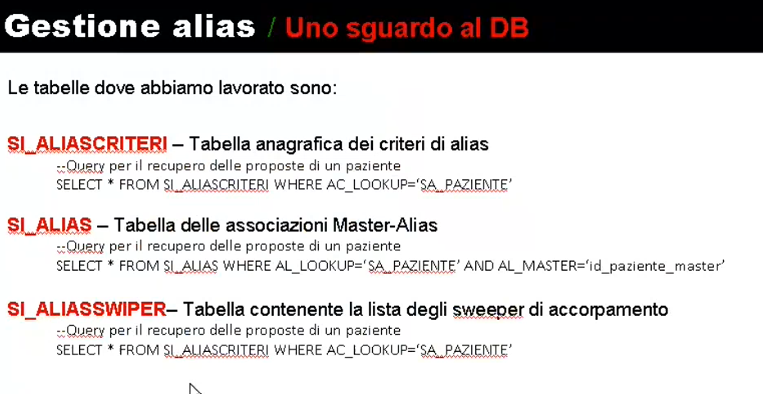 Gestione alias / Uno sguardo al DB
Le tabelle dove abbiamo lavorato sono:
SI_ALIASCRITERI – Tabella anagrafica dei criteri di alias
--Query per il recupero delle proposte di un paziente
SELECT * FROM SI_ALIASCRITERI WHERE AC_LOOKUP=‘SA_PAZIENTE’
SI_ALIAS – Tabella delle associazioni Master-Alias
--Query per il recupero delle proposte di un paziente
SELECT * FROM SI_ALIAS WHERE AL_LOOKUP=‘SA_PAZIENTE’ AND AL_MASTER=‘id_paziente_master’
SI_ALIASSWIPER– Tabella contenente la lista degli sweeper di accorpamento
--Query per il recupero delle proposte di un paziente
SELECT * FROM SI_ALIASCRITERI WHERE AC_LOOKUP=‘SA_PAZIENTE’